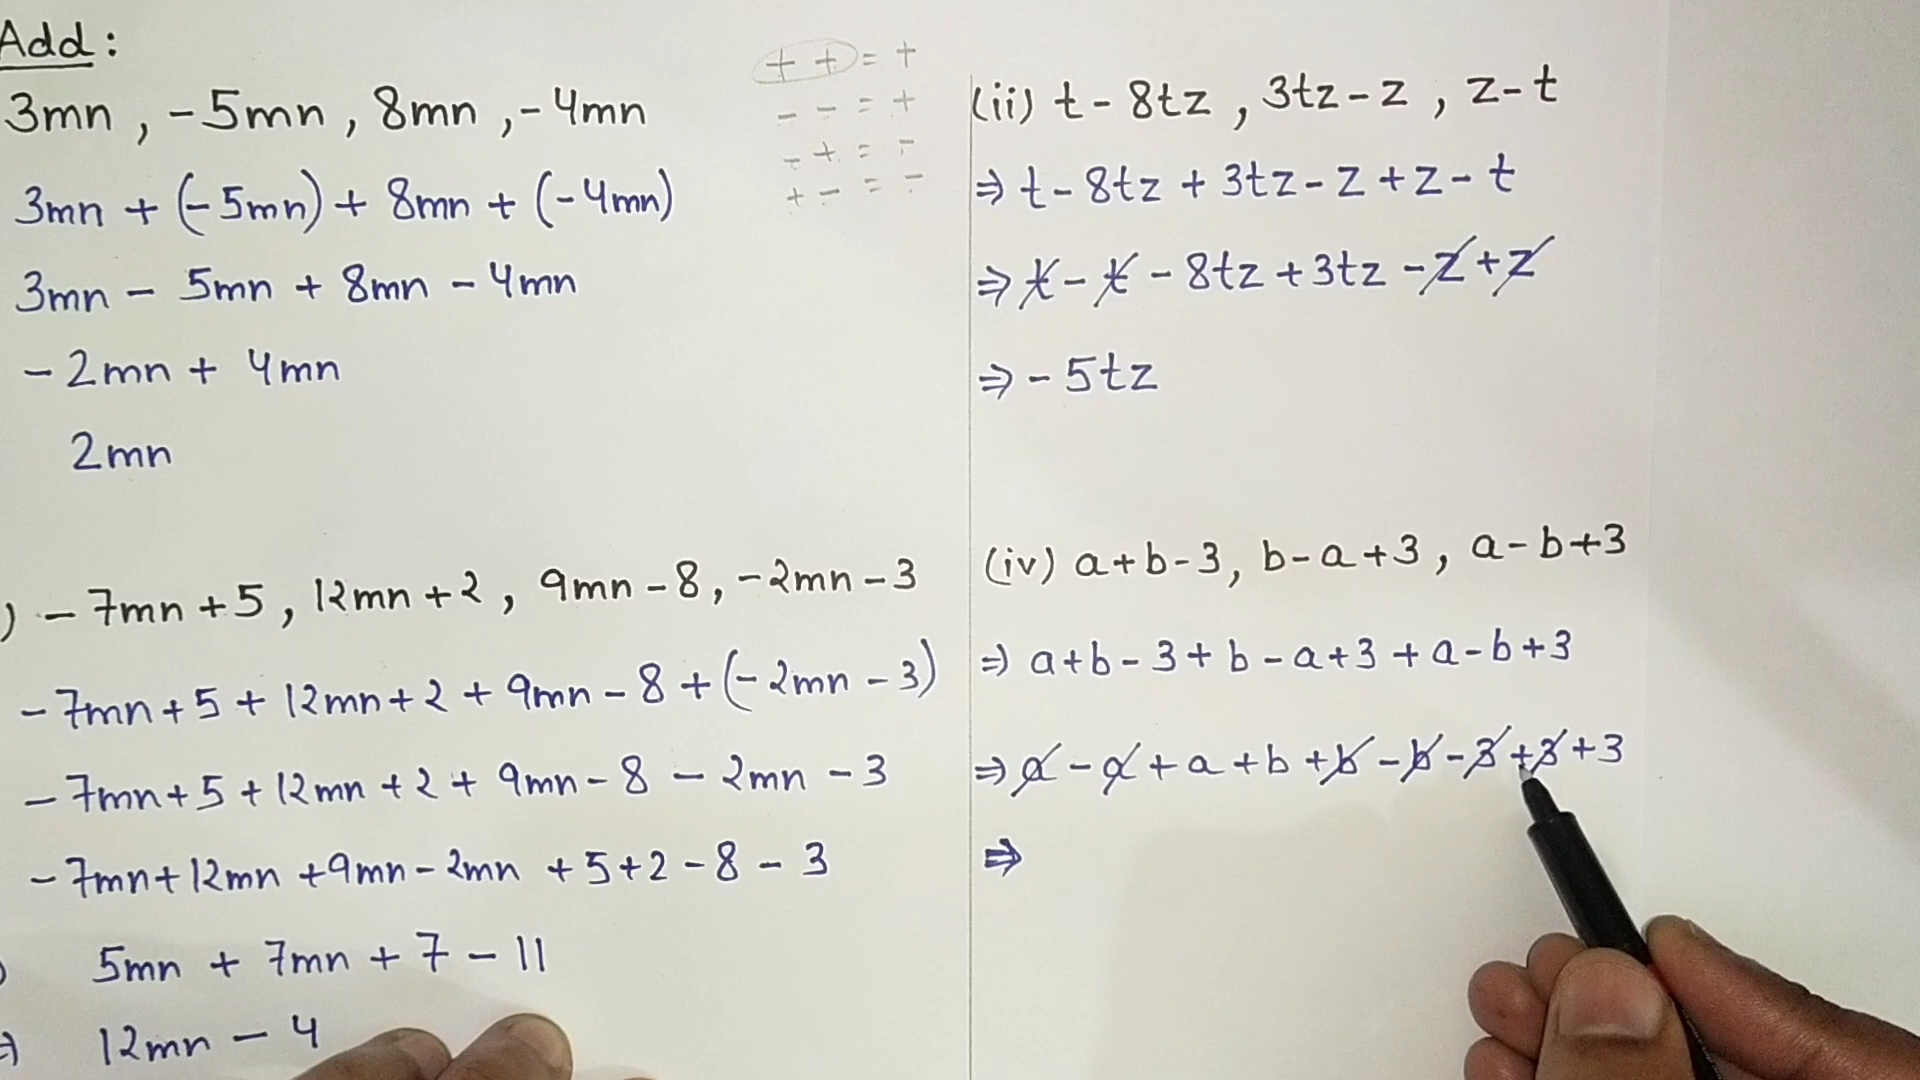 Add:
3mn, -5mn, 8mn, -4mn
3mn + (-5mn) + 8mn + (-4mn)
3mn - 5mn + 8mn - 4mn
-2mn + 4mn
2mn
+ + = +
- - = +
- + = -
+ - = -
) -7mn+5, 12mn+2, 9mn-8, -2mn-3
-7mn+5+12mn+2+9mn-8+(-2mn-3)
-7mn+5+12mn+2+9mn-8-2mn-3
-7mn+12mn+9mn-2mn+5+2-8-3
5mn + 7mn + 7 - 11
⇒ 12mn - 4
(ii) t-8tz, 3tz-z, z-t
⇒ t-8tz+3tz-z+z-t
⇒ t-t-8tz+3tz-z+z
⇒ -5tz
(iv) a+b-3, b-a+3, a-b+3
⇒ a+b-3+b-a+3+a-b+3
⇒ a-a+a+b+b-b-3+3+3
⇒